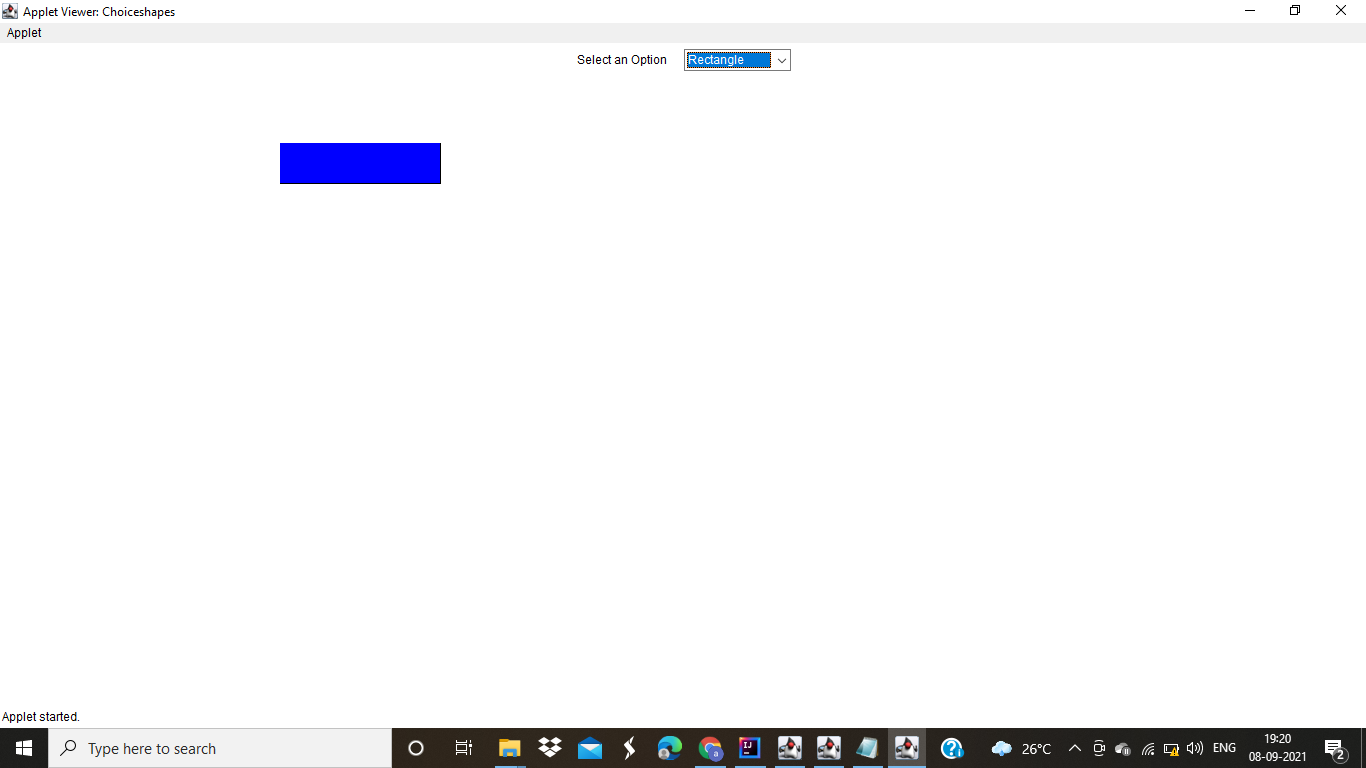 Applet Viewer: Choiceshapes
Applet
Select an Option
Rectangle
Applet started.
Type here to search
26°C
ENG
19:20
08-09-2021
2